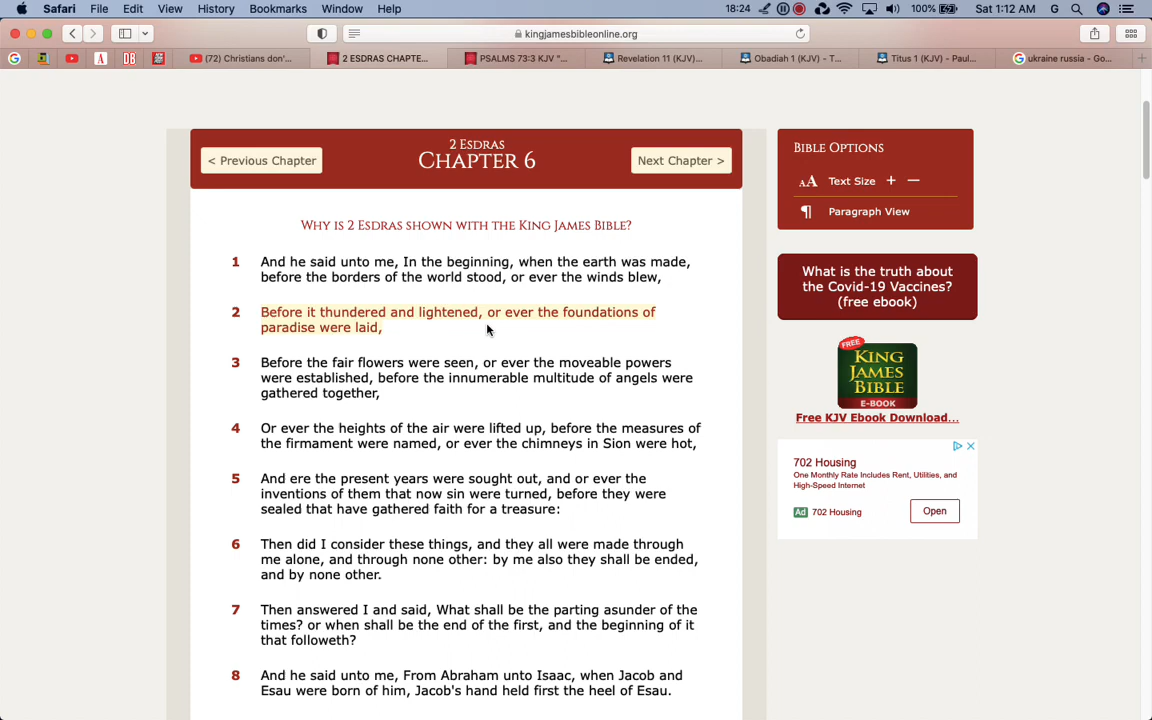 Safari File Edit View History Bookmarks Window Help 18:24 100% Sat 1:12 AM G
kingjamesbibleonline.org
(72) Christians don'... 2 ESDRAS CHAPTE... PSALMS 73:3 KJV "... Revelation 11 (KJV)... Obadiah 1 (KJV) - T... Titus 1 (KJV) - Paul... ukraine russia - Go...
2 Esdras
Chapter 6
< Previous Chapter
Next Chapter >
Why is 2 Esdras shown with the King James Bible?
1 And he said unto me, In the beginning, when the earth was made,
before the borders of the world stood, or ever the winds blew,
2 Before it thundered and lightened, or ever the foundations of
paradise were laid,
3 Before the fair flowers were seen, or ever the moveable powers
were established, before the innumerable multitude of angels were
gathered together,
4 Or ever the heights of the air were lifted up, before the measures of
the firmament were named, or ever the chimneys in Sion were hot,
5 And ere the present years were sought out, and or ever the
inventions of them that now sin were turned, before they were
sealed that have gathered faith for a treasure:
6 Then did I consider these things, and they all were made through
me alone, and through none other: by me also they shall be ended,
and by none other.
7 Then answered I and said, What shall be the parting asunder of the
times? or when shall be the end of the first, and the beginning of it
that followeth?
8 And he said unto me, From Abraham unto Isaac, when Jacob and
Esau were born of him, Jacob's hand held first the heel of Esau.
Bible Options
AA Text Size + —
¶ Paragraph View
What is the truth about
the Covid-19 Vaccines?
(free ebook)
FREE
KING
JAMES
BIBLE
E-BOOK
Free KJV Ebook Download...
702 Housing
One Monthly Rate Includes Rent, Utilities, and
High-Speed Internet
Ad 702 Housing
Open